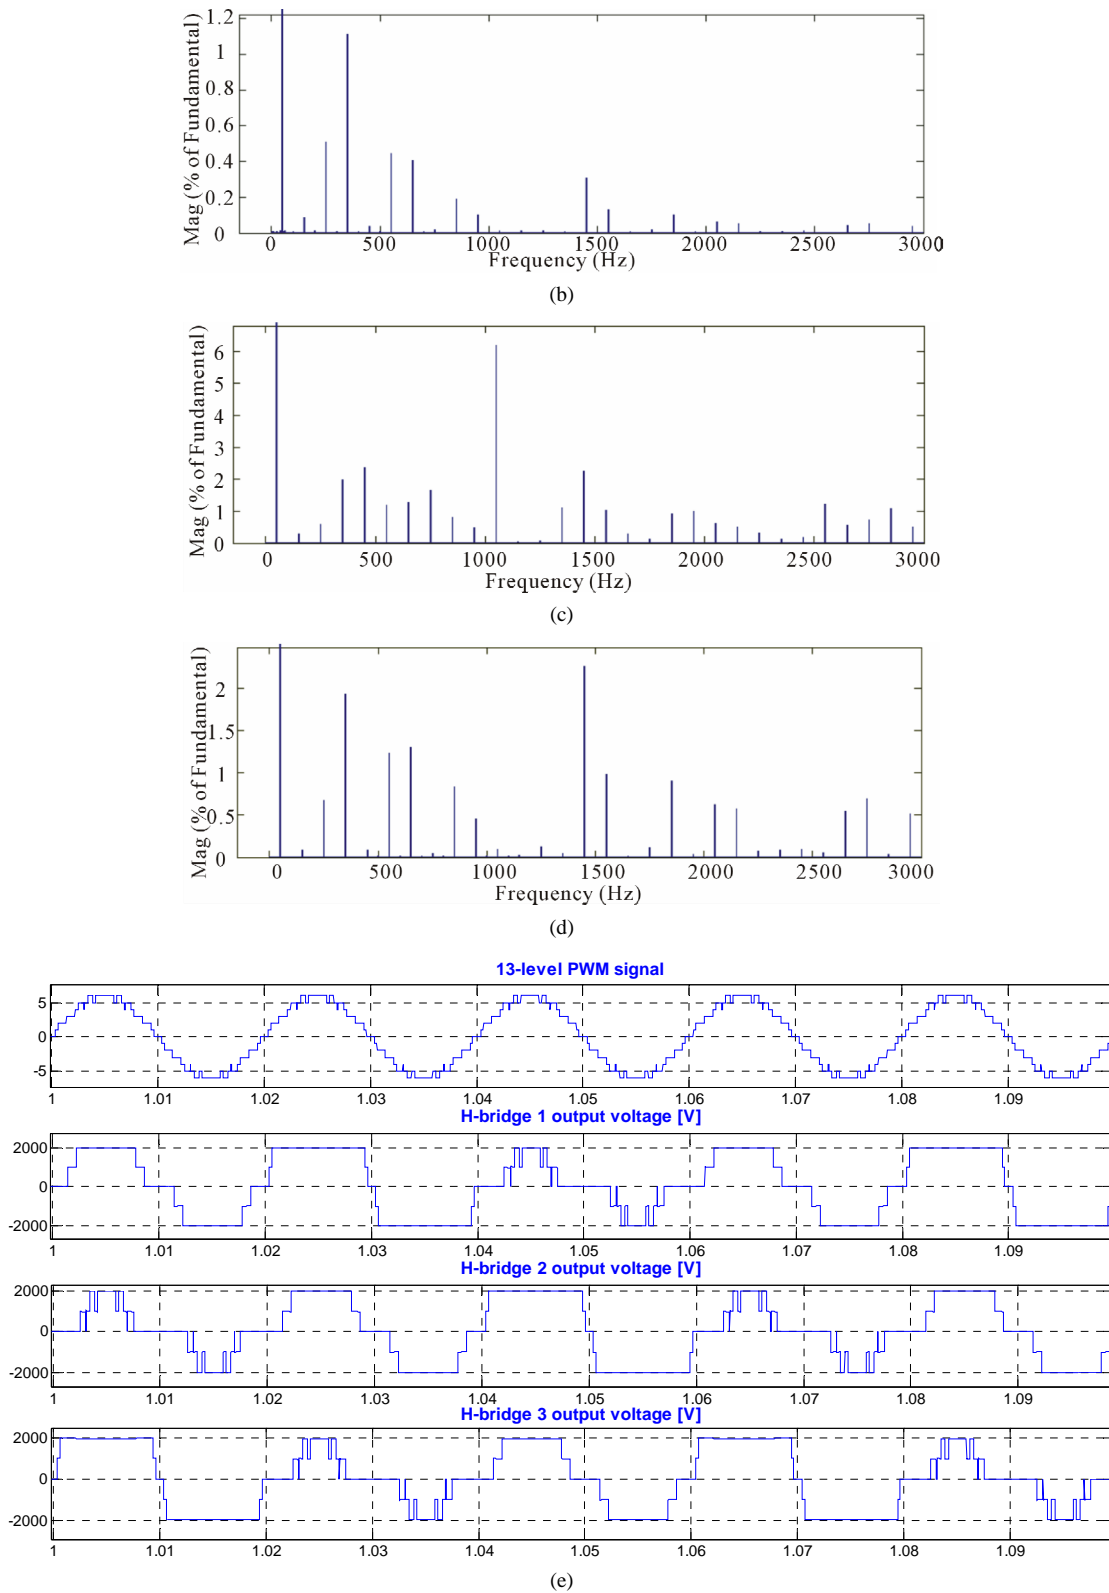 1.2
1
0.8
0.6
0.4
0.2
0
Mag (% of Fundamental)
0 500 1000 1500 2000 2500 3000
Frequency (Hz)
(b)
6
5
4
3
2
1
0
Mag (% of Fundamental)
0 500 1000 1500 2000 2500 3000
Frequency (Hz)
(c)
2
1.5
1
0.5
0
Mag (% of Fundamental)
0 500 1000 1500 2000 2500 3000
Frequency (Hz)
(d)
13-level PWM signal
5
0
-5
1 1.01 1.02 1.03 1.04 1.05 1.06 1.07 1.08 1.09
H-bridge 1 output voltage [V]
2000
0
-2000
1 1.01 1.02 1.03 1.04 1.05 1.06 1.07 1.08 1.09
H-bridge 2 output voltage [V]
2000
0
-2000
1 1.01 1.02 1.03 1.04 1.05 1.06 1.07 1.08 1.09
H-bridge 3 output voltage [V]
2000
0
-2000
1 1.01 1.02 1.03 1.04 1.05 1.06 1.07 1.08 1.09
(e)